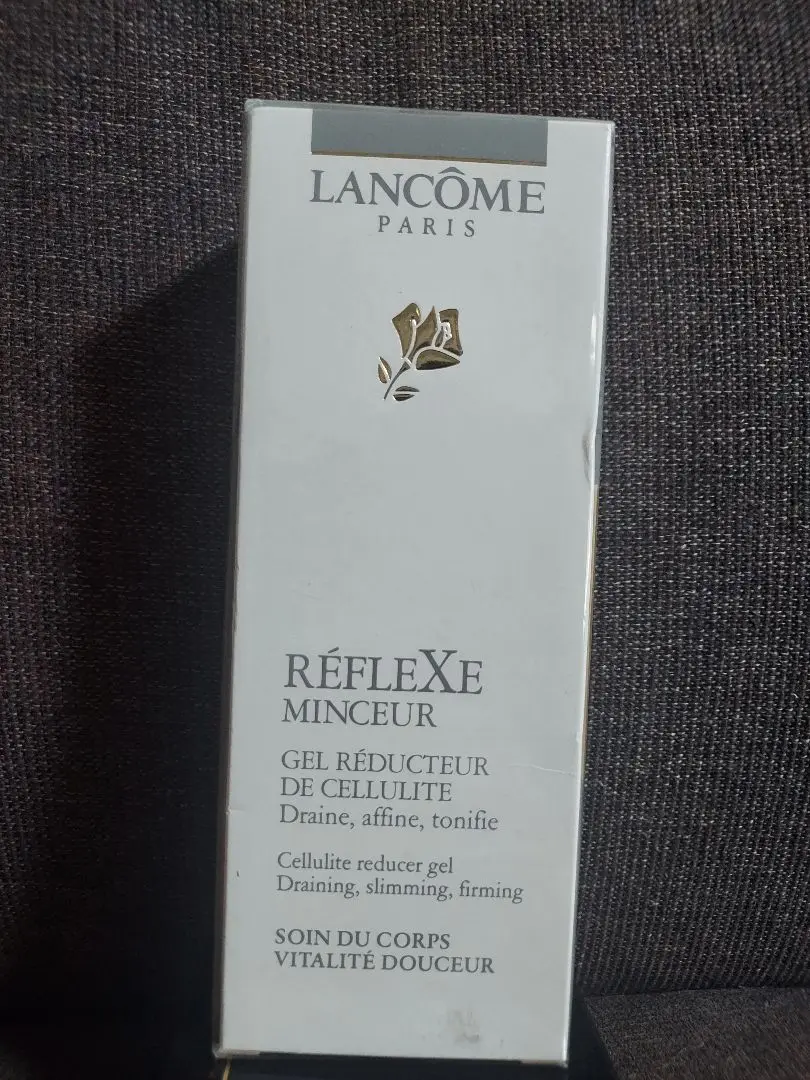 LANCÔME
PARIS
RÉFLEXE
MINCEUR
GEL RÉDUCTEUR
DE CELLULITE
Draine, affine, tonifie
Cellulite reducer gel
Draining, slimming, firming
SOIN DU CORPS
VITALITÉ DOUCEUR